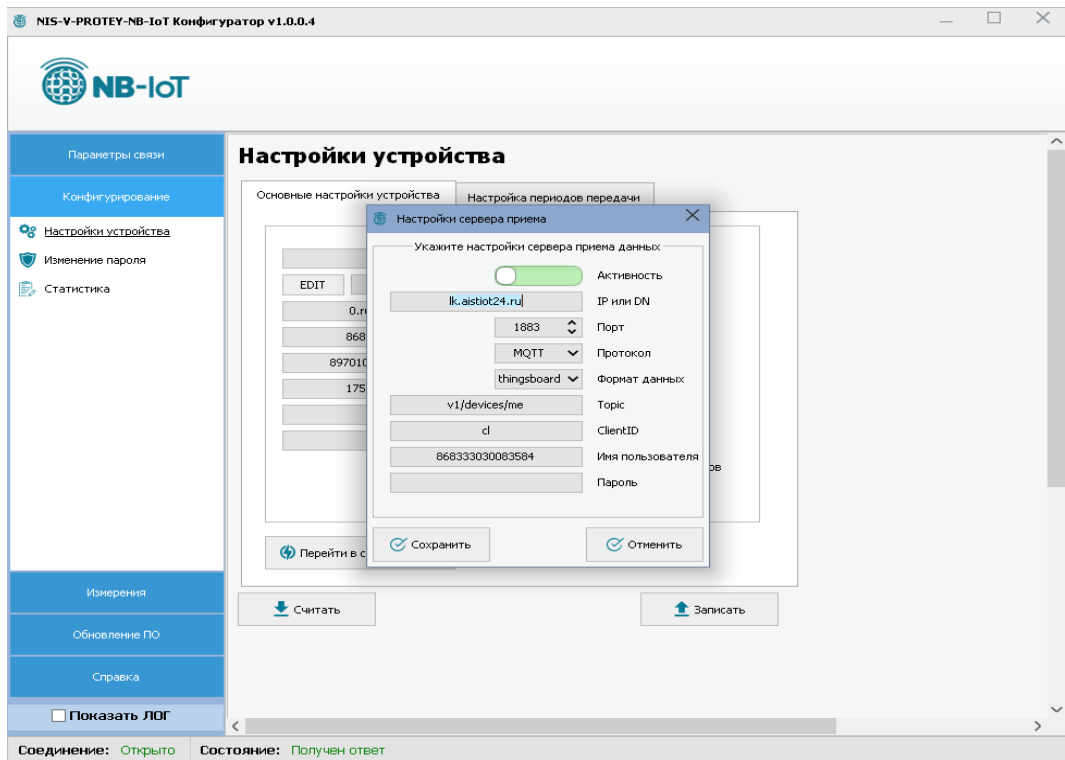 NIS-V-PROTEY-NB-IoT Конфигуратор v1.0.0.4
NB-IoT
Параметры связи
Конфигурирование
Настройки устройства
Изменение пароля
Статистика
Измерения
Обновление ПО
Справка
Показать ЛОГ
Настройки устройства
Основные настройки устройства
Настройка периодов передачи
EDIT
868
897010
175
Перейти в
Настройки сервера приема
Укажите настройки сервера приема данных
Активность
lk.aistiot24.ru IP или DN
1883 Порт
MQTT Протокол
thingsboard Формат данных
v1/devices/me Topic
cl ClientID
868333030083584 Имя пользователя
Пароль
Сохранить
Отменить
Считать
Записать
Соединение: Открыто Состояние: Получен ответ